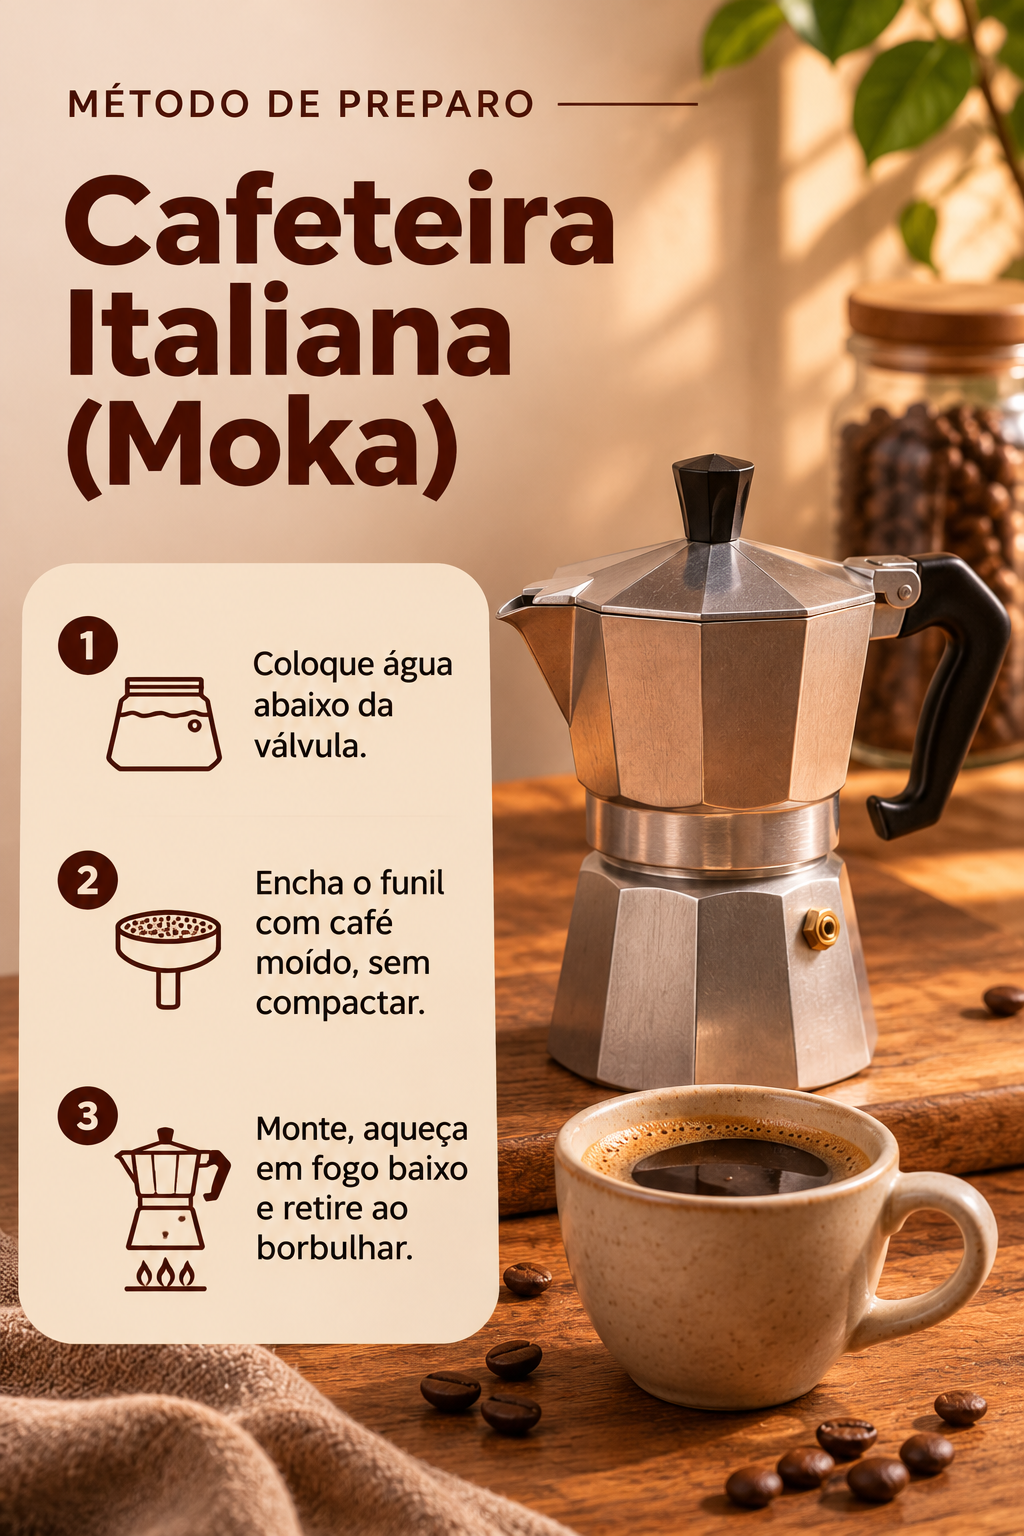 MÉTODO DE PREPARO
Cafeteira
Italiana
(Moka)
1
Coloque água
abaixo da
válvula.
2
Encha o funil
com café
moído, sem
compactar.
3
Monte, aqueça
em fogo baixo
e retire ao
borbulhar.